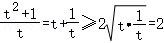 t²+1/t = t + 1/t ⩾ 2√(t•1/t) = 2